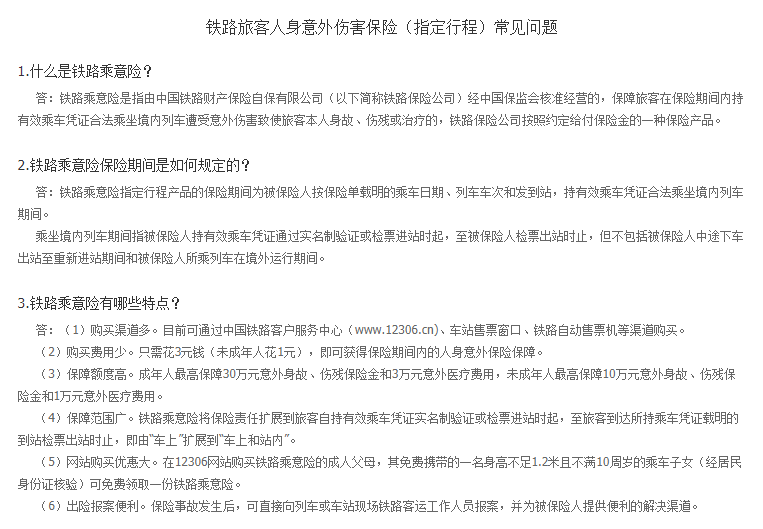 铁路旅客人身意外伤害保险（指定行程）常见问题
1.什么是铁路乘意险？
答：铁路乘意险是指由中国铁路财产保险自保有限公司（以下简称铁路保险公司）经中国保监会核准经营的，保障旅客在保险期间内持
有效乘车凭证合法乘坐境内列车遭受意外伤害致使旅客本人身故、伤残或治疗的，铁路保险公司按照约定给付保险金的一种保险产品。
2.铁路乘意险保险期间是如何规定的？
答：铁路乘意险指定行程产品的保险期间为被保险人按保险单载明的乘车日期、列车车次和发到站，持有效乘车凭证合法乘坐境内列车
期间。
乘坐境内列车期间指被保险人持有效乘车凭证通过实名制验证或检票进站时起，至被保险人检票出站时止，但不包括被保险人中途下车
出站至重新进站期间和被保险人所乘列车在境外运行期间。
3.铁路乘意险有哪些特点？
答：（1）购买渠道多。目前可通过中国铁路客户服务中心（www.12306.cn)、车站售票窗口、铁路自动售票机等渠道购买。
（2）购买费用少。只需花3元钱（未成年人花1元），即可获得保险期间内的人身意外保险保障。
（3）保障额度高。成年人最高保障30万元意外身故、伤残保险金和3万元意外医疗费用，未成年人最高保障10万元意外身故、伤残保
险金和1万元意外医疗费用。
（4）保障范围广。铁路乘意险将保险责任扩展到旅客自持有效乘车凭证实名制验证或检票进站时起，至旅客到达所持乘车凭证载明的
到站检票出站时止，即由“车上”扩展到“车上和站内”。
（5）网站购买优惠大。在12306网站购买铁路乘意险的成人父母，其免费携带的一名身高不足1.2米且不满10周岁的乘车子女（经居民
身份证核验）可免费领取一份铁路乘意险。
（6）出险报案便利。保险事故发生后，可直接向列车或车站现场铁路客运工作人员报案，并为被保险人提供便利的解决渠道。